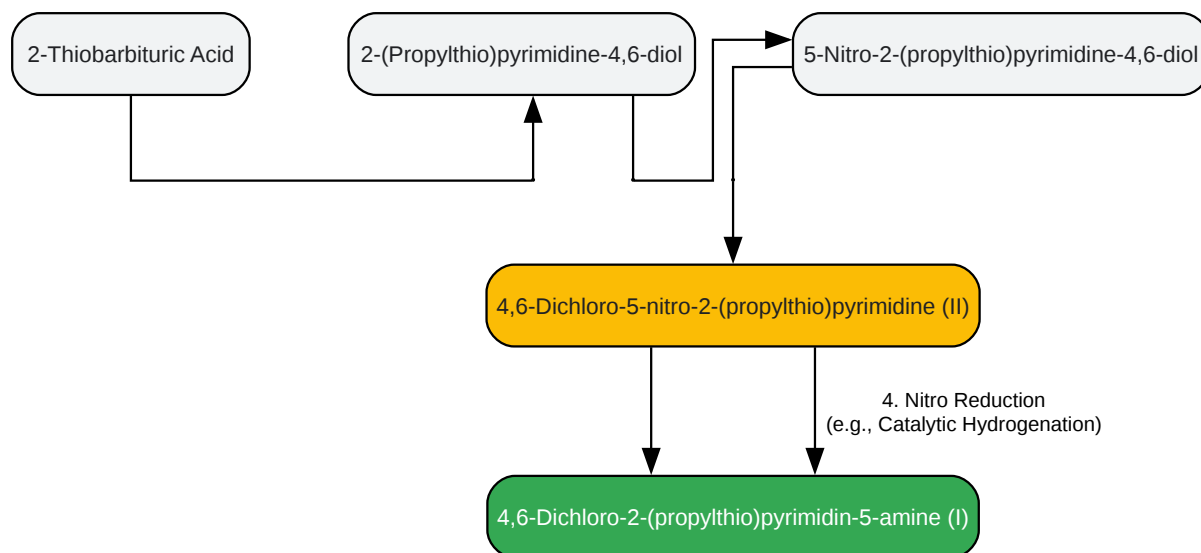 2-Thiobarbituric Acid
2-(Propylthio)pyrimidine-4,6-diol
5-Nitro-2-(propylthio)pyrimidine-4,6-diol
4,6-Dichloro-5-nitro-2-(propylthio)pyrimidine (II)
4. Nitro Reduction
(e.g., Catalytic Hydrogenation)
4,6-Dichloro-2-(propylthio)pyrimidin-5-amine (I)